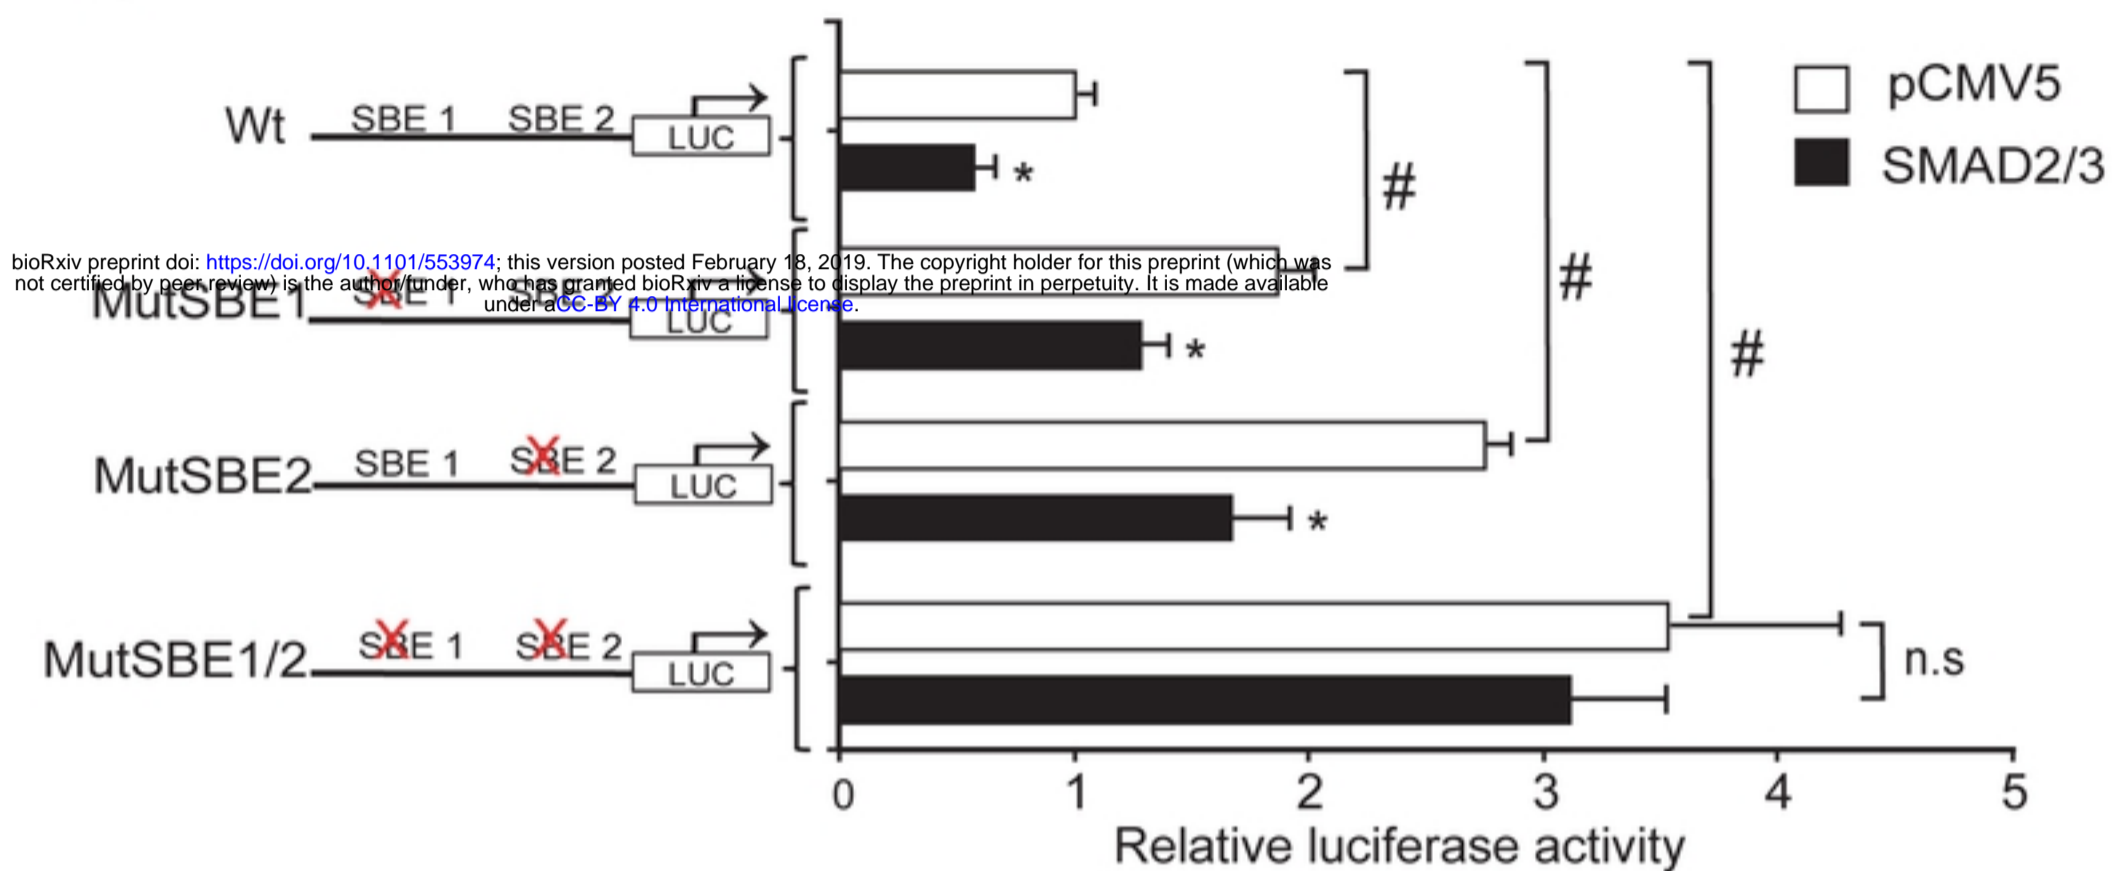 Wt SBE 1 SBE 2 LUC * # pCMV5
SMAD2/3
bioRxiv preprint doi: https://doi.org/10.1101/553974; this version posted February 18, 2019. The copyright holder for this preprint (which was
not certified by peer review) is the author/funder, who has granted bioRxiv a license to display the preprint in perpetuity. It is made available
under aCC-BY 4.0 International license.
MutSBE1 SBE 1 SBE 2 LUC * # #
MutSBE2 SBE 1 SBE 2 LUC *
MutSBE1/2 SBE 1 SBE 2 LUC n.s
0 1 2 3 4 5
Relative luciferase activity